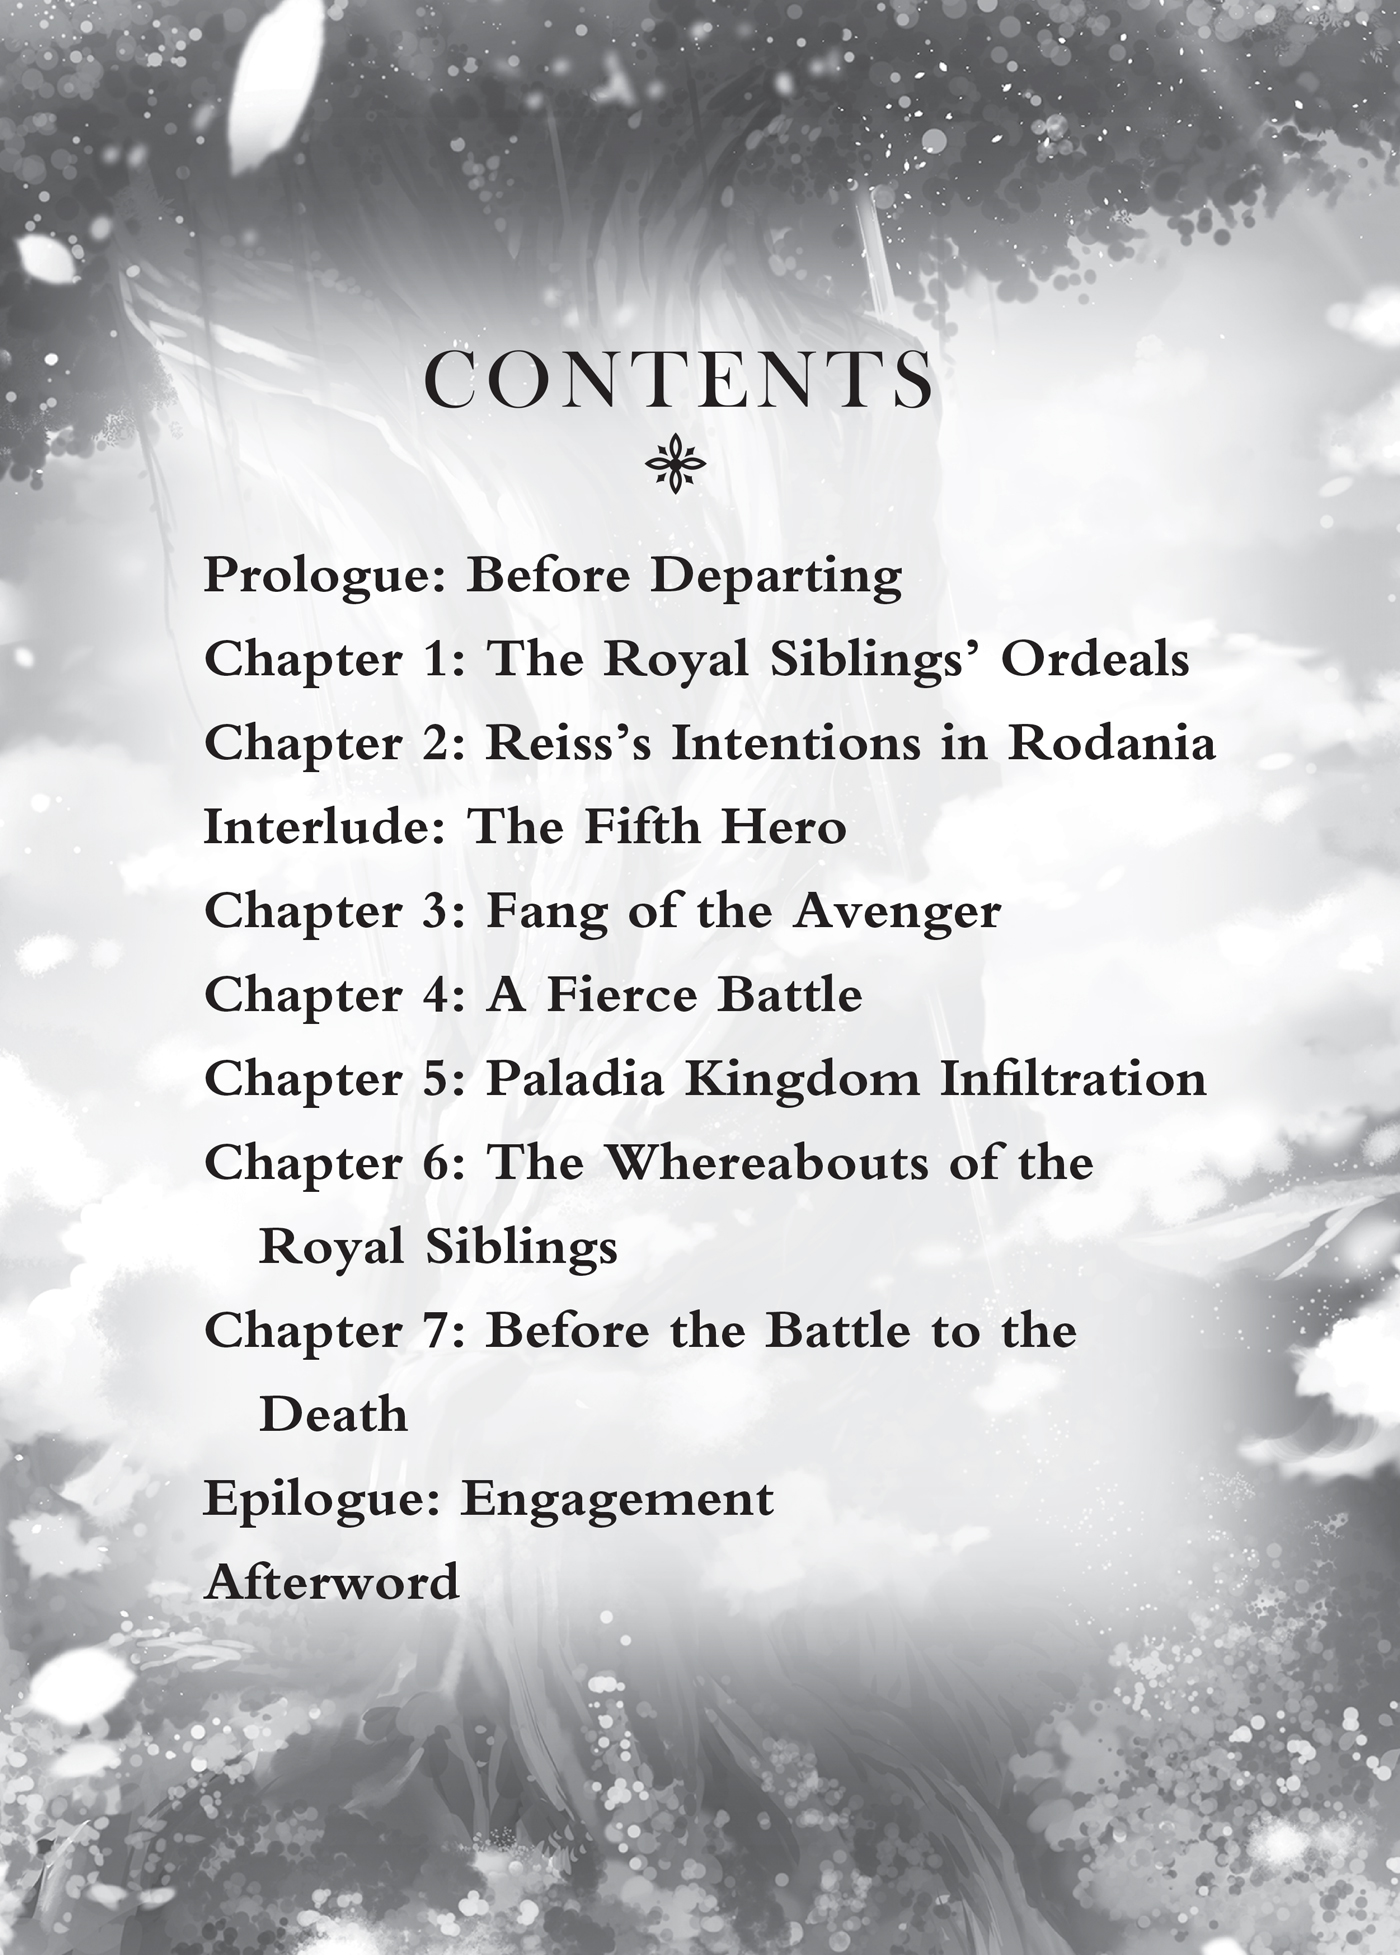 CONTENTS
Prologue: Before Departing
Chapter 1: The Royal Siblings’ Ordeals
Chapter 2: Reiss’s Intentions in Rodania
Interlude: The Fifth Hero
Chapter 3: Fang of the Avenger
Chapter 4: A Fierce Battle
Chapter 5: Paladia Kingdom Infiltration
Chapter 6: The Whereabouts of the
Royal Siblings
Chapter 7: Before the Battle to the
Death
Epilogue: Engagement
Afterword